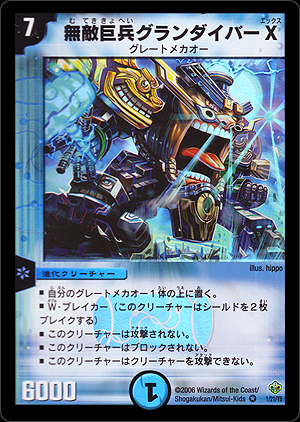 7
むてききょへい
エックス
無敵巨兵グランダイバーX
グレートメカオー
illus. hippo
進化クリーチャー
■ 自分のグレートメカオー1体の上に置く。
■ W・ブレイカー(このクリーチャーはシールドを2枚
ブレイクする)
■ このクリーチャーは攻撃されない。
■ このクリーチャーはブロックされない。
■ このクリーチャーはクリーチャーを攻撃できない。
6000
1
©2006 Wizards of the Coast/
Shogakukan/Mitsui-Kids
1/21/Y5